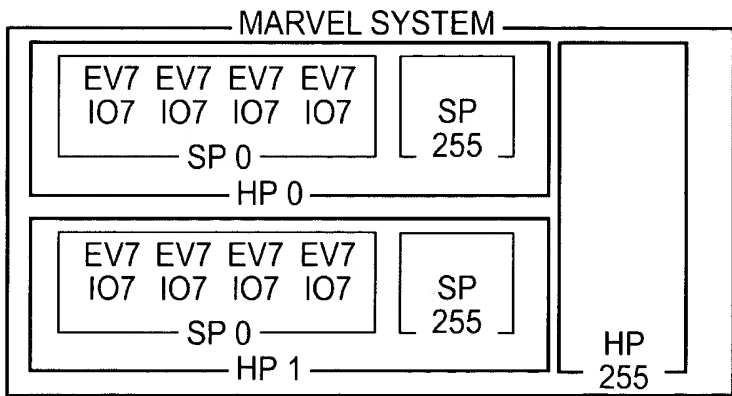 MARVEL SYSTEM
EV7 EV7 EV7 EV7
IO7 IO7 IO7 IO7
SP 0
SP
255
HP 0
EV7 EV7 EV7 EV7
IO7 IO7 IO7 IO7
SP 0
SP
255
HP 1
HP
255